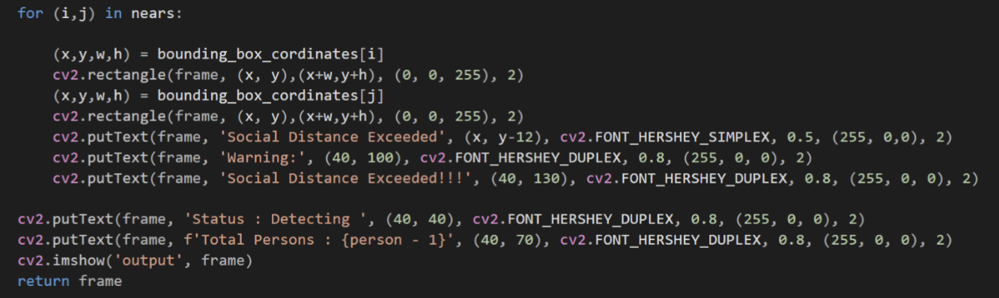 for (i,j) in nears:
(x,y,w,h) = bounding_box_cordinates[i]
cv2.rectangle(frame, (x, y),(x+w,y+h), (0, 0, 255), 2)
(x,y,w,h) = bounding_box_cordinates[j]
cv2.rectangle(frame, (x, y),(x+w,y+h), (0, 0, 255), 2)
cv2.putText(frame, 'Social Distance Exceeded', (x, y-12), cv2.FONT_HERSHEY_SIMPLEX, 0.5, (255, 0,0), 2)
cv2.putText(frame, 'Warning:', (40, 100), cv2.FONT_HERSHEY_DUPLEX, 0.8, (255, 0, 0), 2)
cv2.putText(frame, 'Social Distance Exceeded!!!', (40, 130), cv2.FONT_HERSHEY_DUPLEX, 0.8, (255, 0, 0), 2)
cv2.putText(frame, 'Status : Detecting ', (40, 40), cv2.FONT_HERSHEY_DUPLEX, 0.8, (255, 0, 0), 2)
cv2.putText(frame, f'Total Persons : {person - 1}', (40, 70), cv2.FONT_HERSHEY_DUPLEX, 0.8, (255, 0, 0), 2)
cv2.imshow('output', frame)
return frame